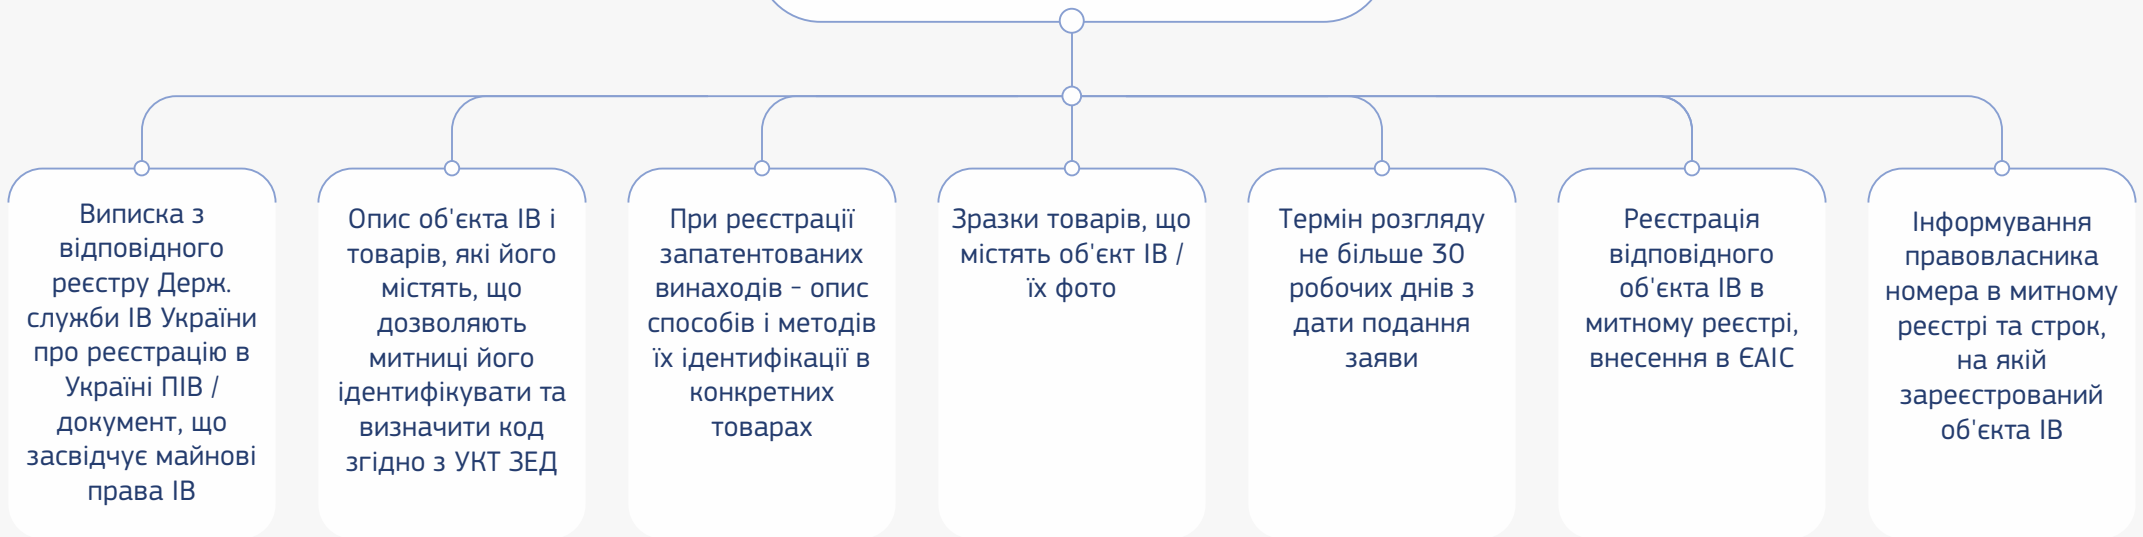 Виписка з
відповідного
реєстру Держ.
служби ІВ України
про реєстрацію в
Україні ПІВ /
документ, що
засвідчує майнові
права ІВ
Опис об'єкта ІВ і
товарів, які його
містять, що
дозволяють
митниці його
ідентифікувати та
визначити код
згідно з УКТ ЗЕД
При реєстрації
запатентованих
винаходів - опис
способів і методів
їх ідентифікації в
конкретних
товарах
Зразки товарів, що
містять об'єкт ІВ /
їх фото
Термін розгляду
не більше 30
робочих днів з
дати подання
заяви
Реєстрація
відповідного
об'єкта ІВ в
митному реєстрі,
внесення в ЄАІС
Інформування
правовласника
номера в митному
реєстрі та строк,
на якій
зареєстрований
об'єкта ІВ